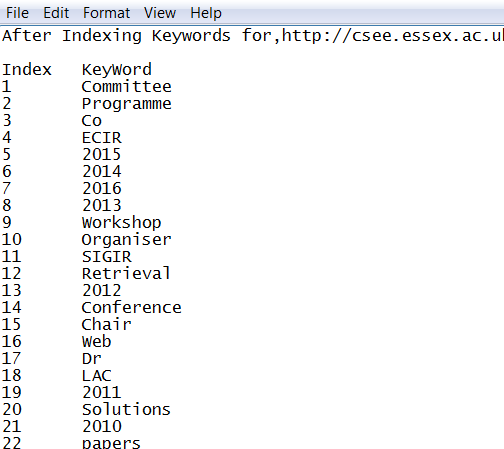 File Edit Format View Help
After Indexing Keywords for,http://csee.essex.ac.u
Index KeyWord
1 Committee
2 Programme
3 Co
4 ECIR
5 2015
6 2014
7 2016
8 2013
9 Workshop
10 Organiser
11 SIGIR
12 Retrieval
13 2012
14 Conference
15 Chair
16 Web
17 Dr
18 LAC
19 2011
20 Solutions
21 2010
22 papers